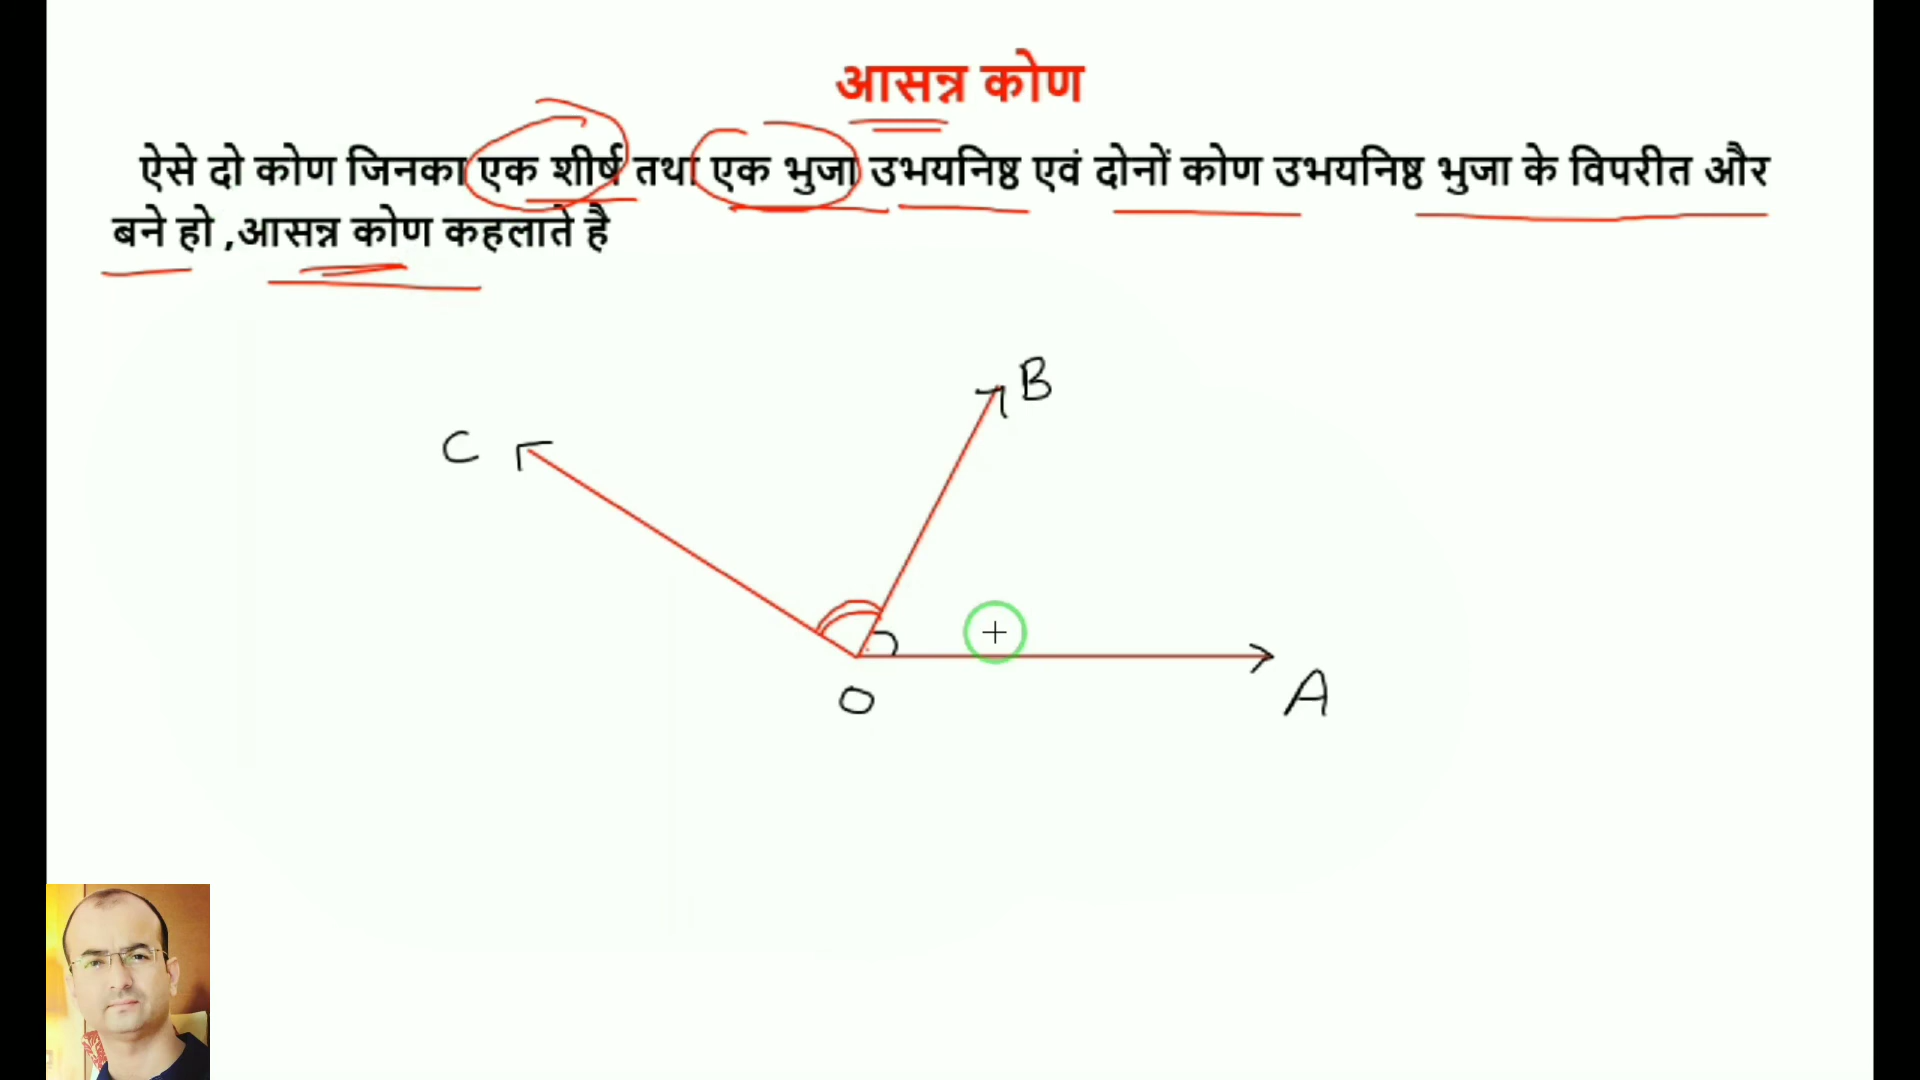 आसन्न कोण
ऐसे दो कोण जिनका एक शीर्ष तथा एक भुजा उभयनिष्ठ एवं दोनों कोण उभयनिष्ठ भुजा के विपरीत और
बने हो ,आसन्न कोण कहलाते है
B
C
O
A